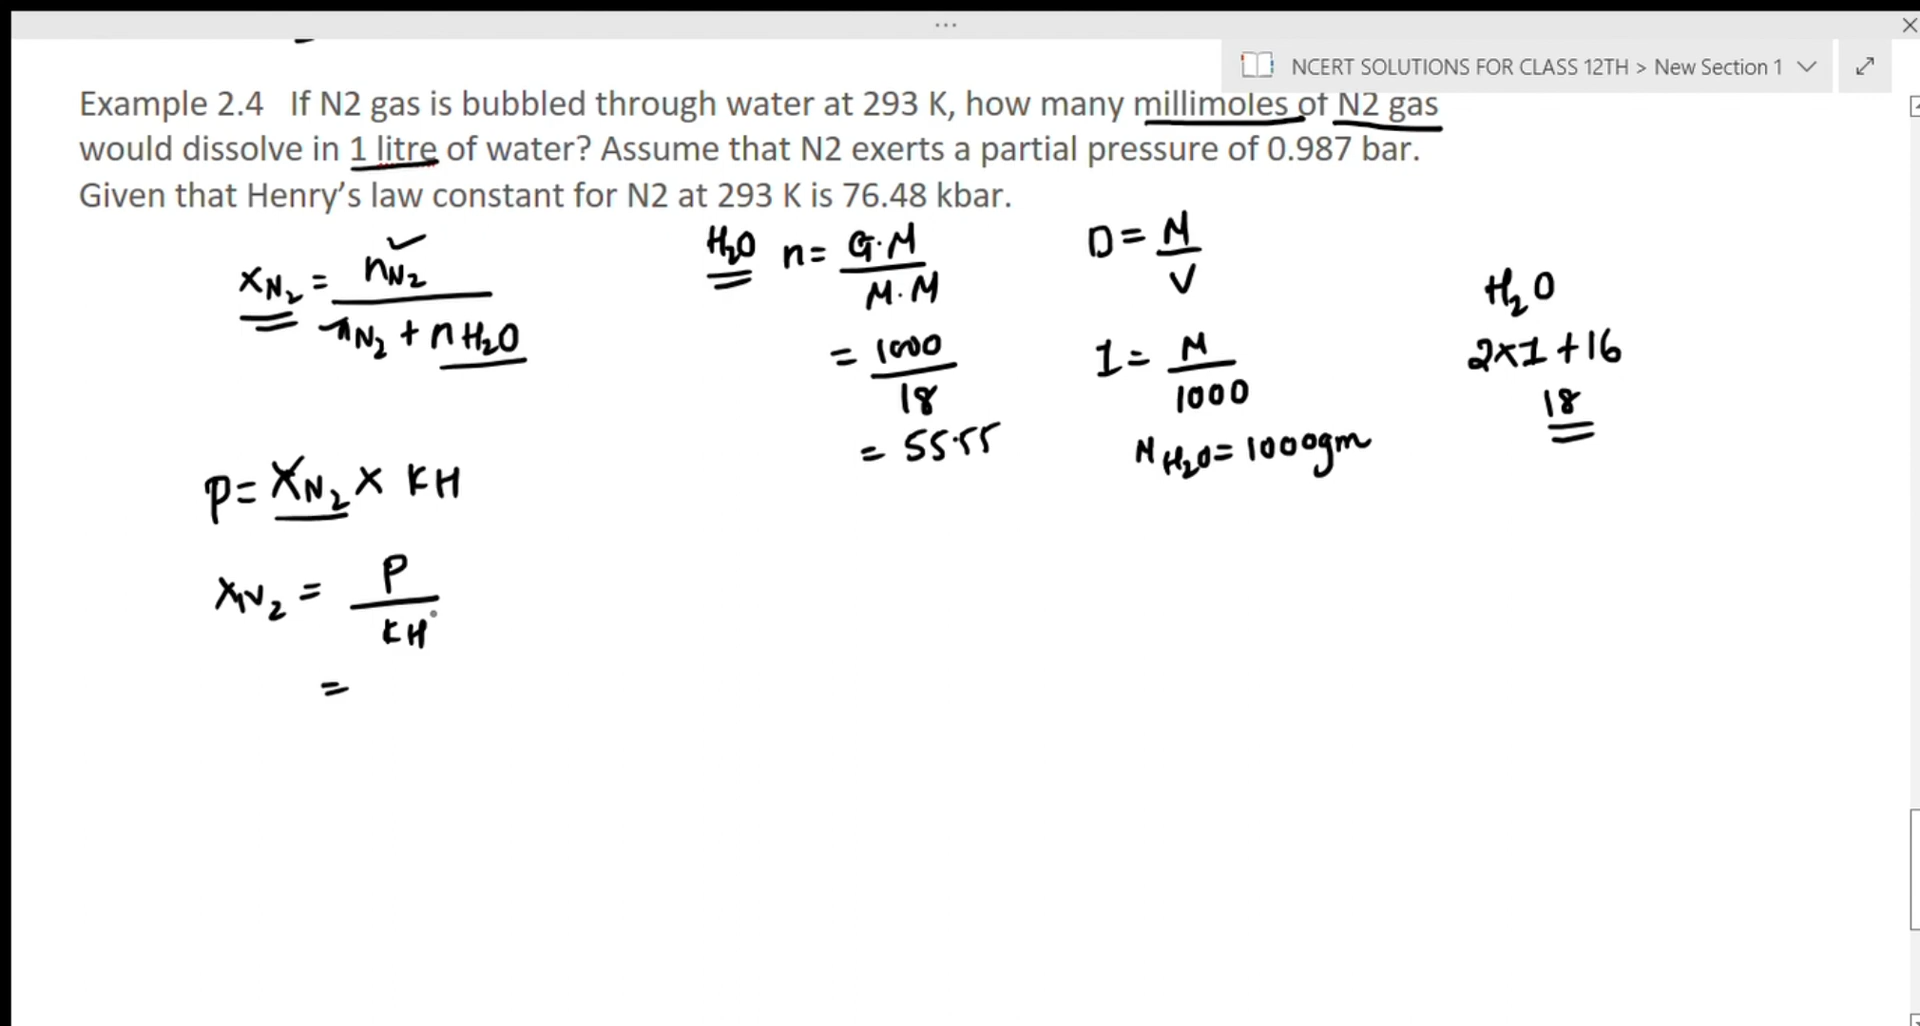 NCERT SOLUTIONS FOR CLASS 12TH > New Section 1
Example 2.4 If N2 gas is bubbled through water at 293 K, how many millimoles of N2 gas
would dissolve in 1 litre of water? Assume that N2 exerts a partial pressure of 0.987 bar.
Given that Henry’s law constant for N2 at 293 K is 76.48 kbar.
xN2 = nN2
nN2 + nH2O
P = XN2 x KH
xN2 = P
KH
=
H2O n = G.M
M.M
= 1000
18
= 55.55
D = M
V
1 = M
1000
MH2O = 1000gm
H2O
2x1+16
18